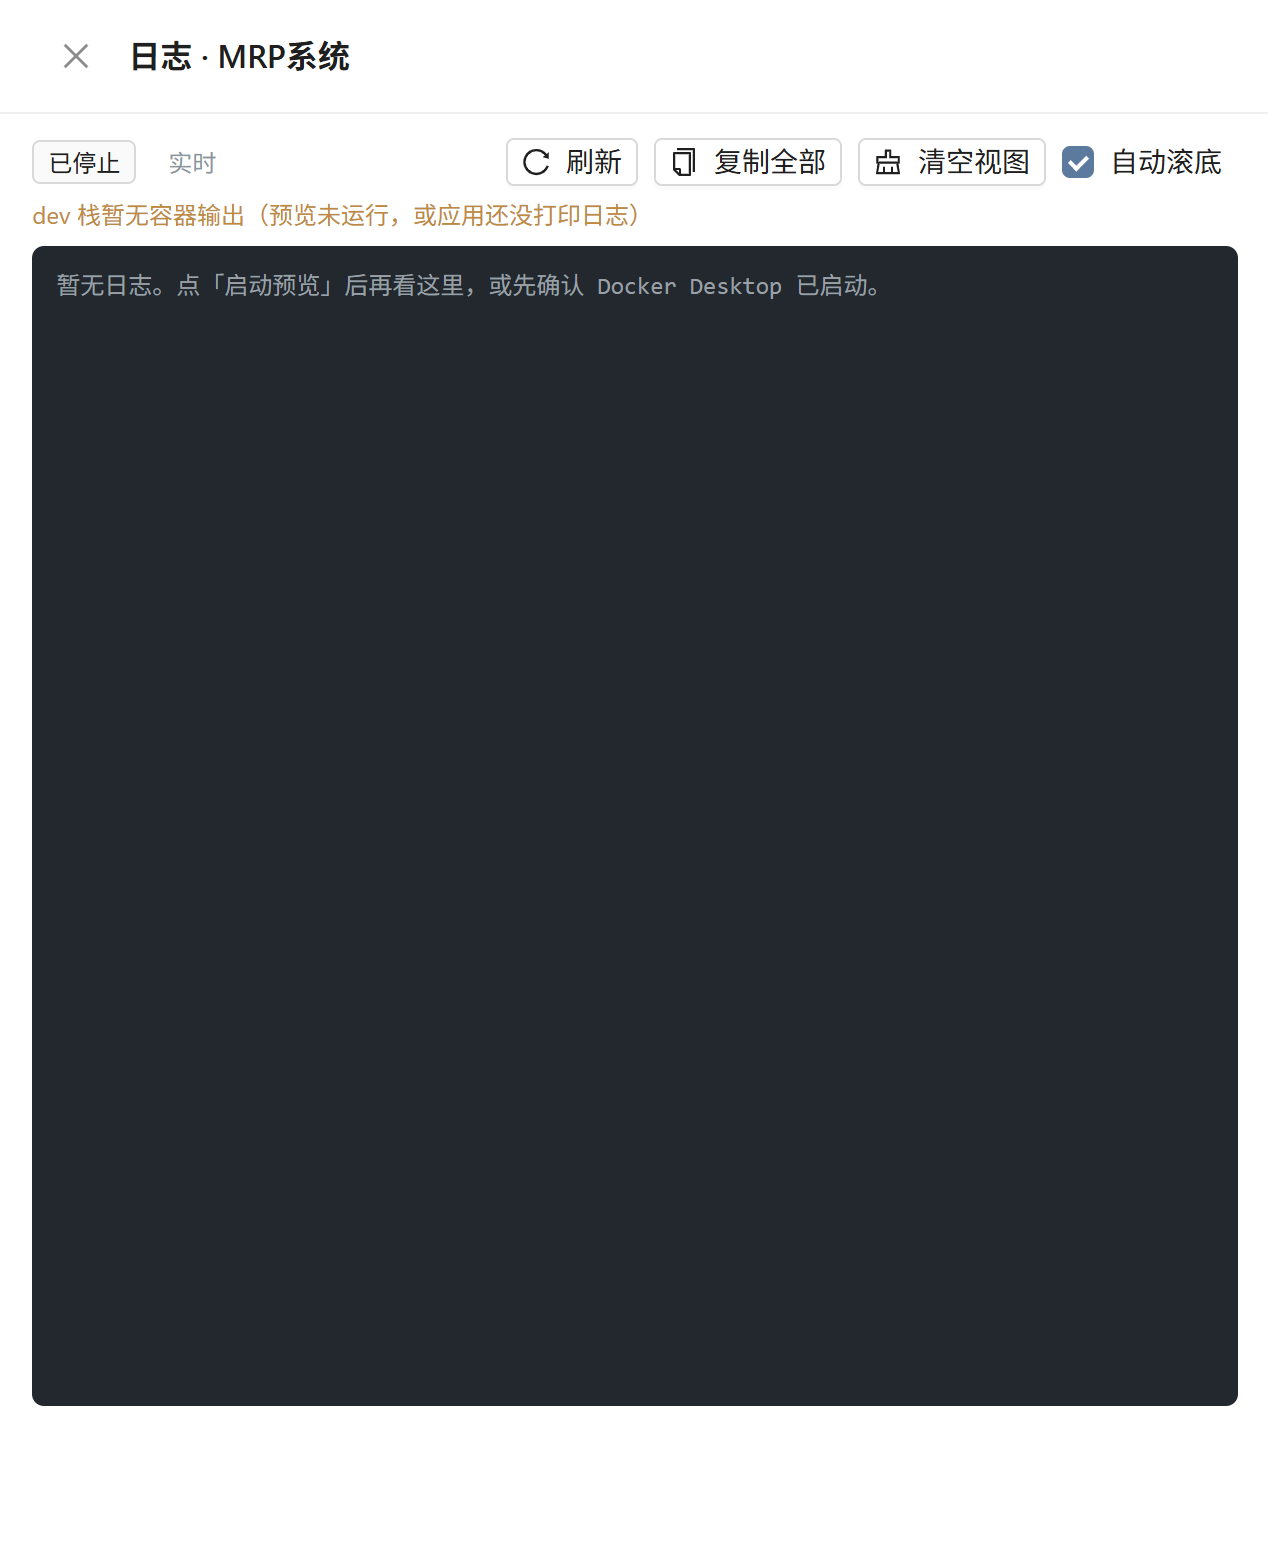 日志 · MRP系统
已停止 实时 刷新 复制全部 清空视图 自动滚底
dev 栈暂无容器输出（预览未运行，或应用还没打印日志）
暂无日志。点「启动预览」后再看这里，或先确认 Docker Desktop 已启动。